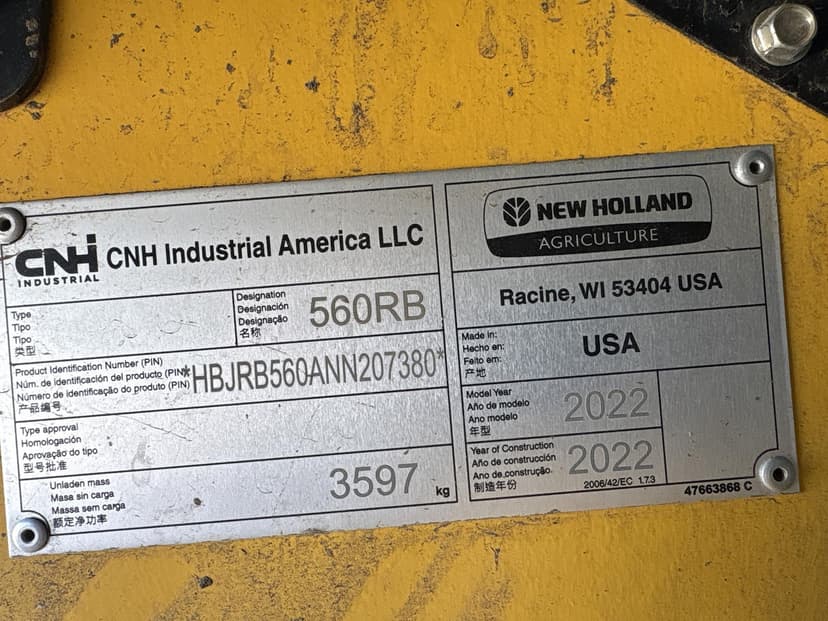 CNH INDUSTRIAL
CNH Industrial America LLC
Type
Tipo
Tipo
类型
Designation
Designación
Designação
名称
560RB
Product Identification Number (PIN)
Núm. de identificación del producto (PIN)
Número de identificação do produto (PIN)
产品编号
*HBJRB560ANN207380*
Type approval
Homologación
Aprovação do tipo
型号批准
Unladen mass
Masa sin carga
Massa sem carga
额定净功率
3597 kg
NEW HOLLAND
AGRICULTURE
Racine, WI 53404 USA
Made in:
Hecho en:
Feito em:
产地
USA
Model Year
Año de modelo
Ano modelo
年型
2022
Year of Construction
Año de construcción
Ano de construção
制造年份
2022
2006/42/EC 1.7.3
47663868 C